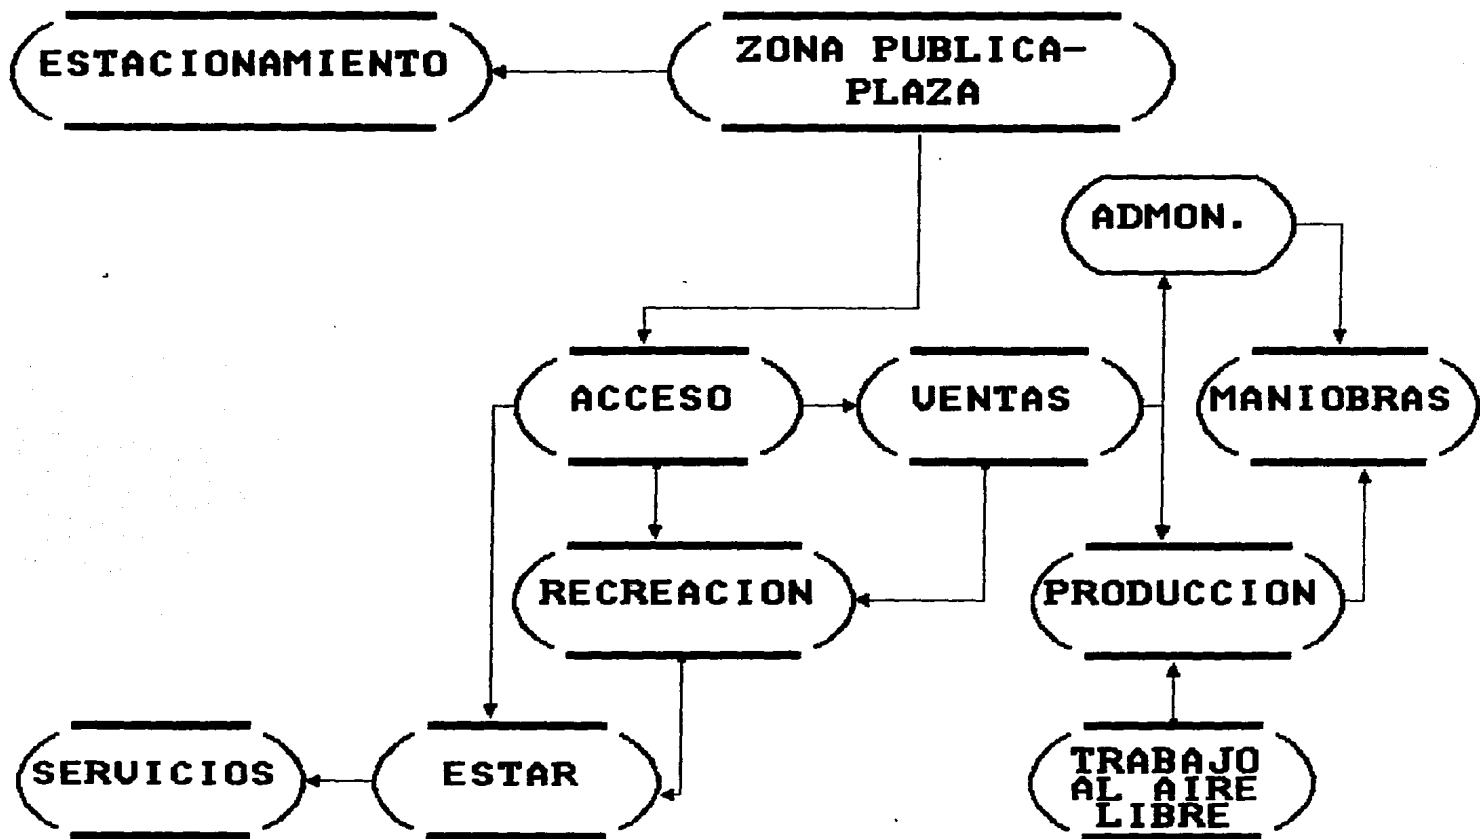 ESTACIONAMIENTO
ZONA PUBLICA-
PLAZA
ADMON.
ACCESO
VENTAS
MANIOBRAS
RECREACION
PRODUCCION
SERVICIOS
ESTAR
TRABAJO
AL AIRE
LIBRE